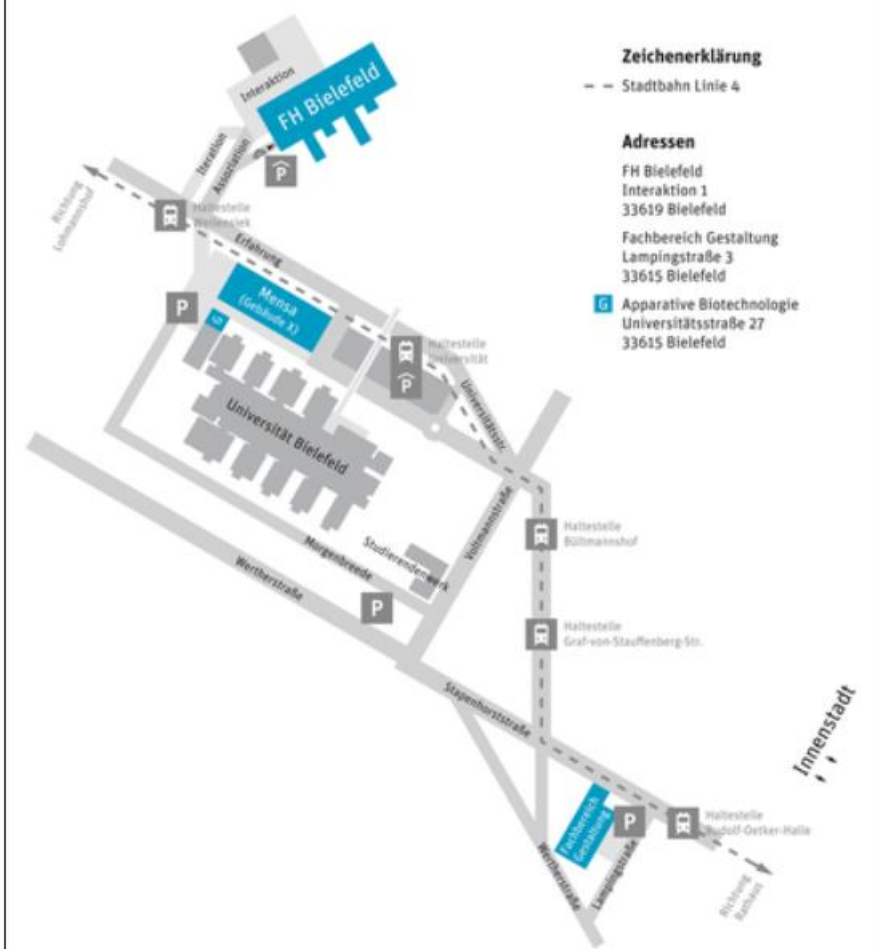 Zeichenerklärung
Stadtbahn Linie 4
Adressen
FH Bielefeld
Interaktion 1
33619 Bielefeld
Fachbereich Gestaltung
Lampingstraße 3
33615 Bielefeld
G Apparative Biotechnologie
Universitätsstraße 27
33615 Bielefeld
Interaktion
FH Bielefeld
Iteration
Assoziation
P
Richtung
Lohmannshof
Haltestelle
Wellensiek
Erfahrung
Mensa
(Gebäude X)
P
G
Haltestelle
Universität
P
Universitätsstr.
Universität Bielefeld
Voltmannstraße
Haltestelle
Bültmannshof
Studierendenwerk
Morgenbreede
Wertherstraße
P
Haltestelle
Graf-von-Stauffenberg-Str.
Stapenhorststraße
Innenstadt
Fachbereich
Gestaltung
P
Haltestelle
Rudolf-Oetker-Halle
Wertherstraße
Lampingstraße
Richtung
Rathaus